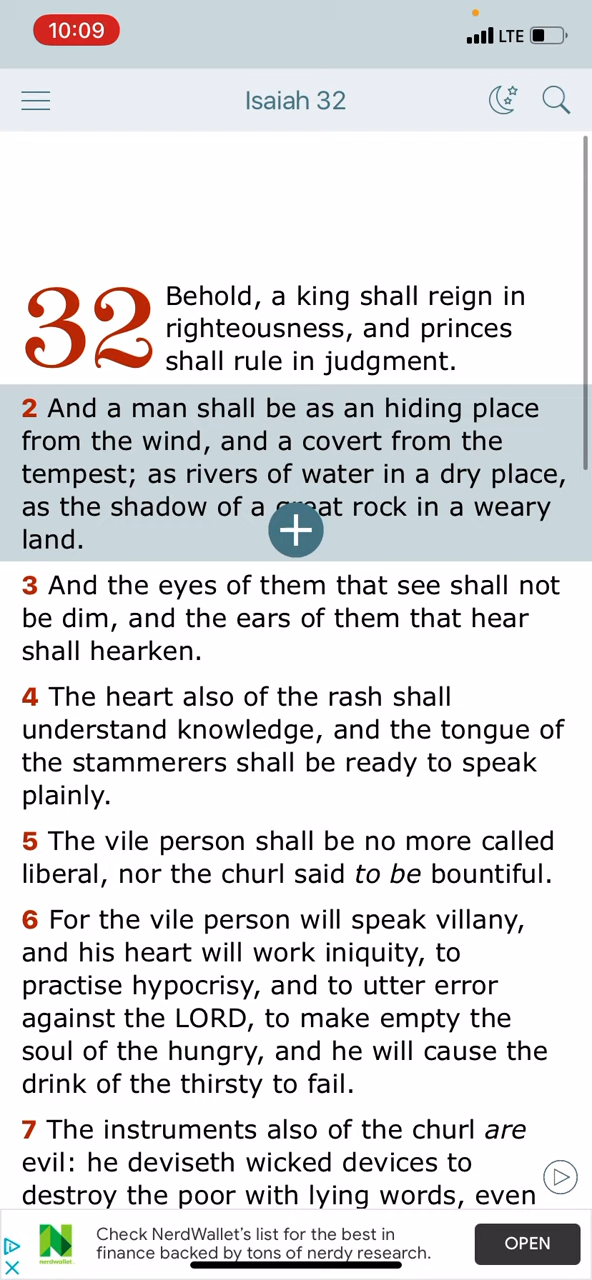 10:09
LTE
Isaiah 32
32 Behold, a king shall reign in
righteousness, and princes
shall rule in judgment.
2 And a man shall be as an hiding place
from the wind, and a covert from the
tempest; as rivers of water in a dry place,
as the shadow of a great rock in a weary
land.
3 And the eyes of them that see shall not
be dim, and the ears of them that hear
shall hearken.
4 The heart also of the rash shall
understand knowledge, and the tongue of
the stammerers shall be ready to speak
plainly.
5 The vile person shall be no more called
liberal, nor the churl said to be bountiful.
6 For the vile person will speak villany,
and his heart will work iniquity, to
practise hypocrisy, and to utter error
against the LORD, to make empty the
soul of the hungry, and he will cause the
drink of the thirsty to fail.
7 The instruments also of the churl are
evil: he deviseth wicked devices to
destroy the poor with lying words, even
Check NerdWallet's list for the best in
finance backed by tons of nerdy research.
nerdwallet
OPEN